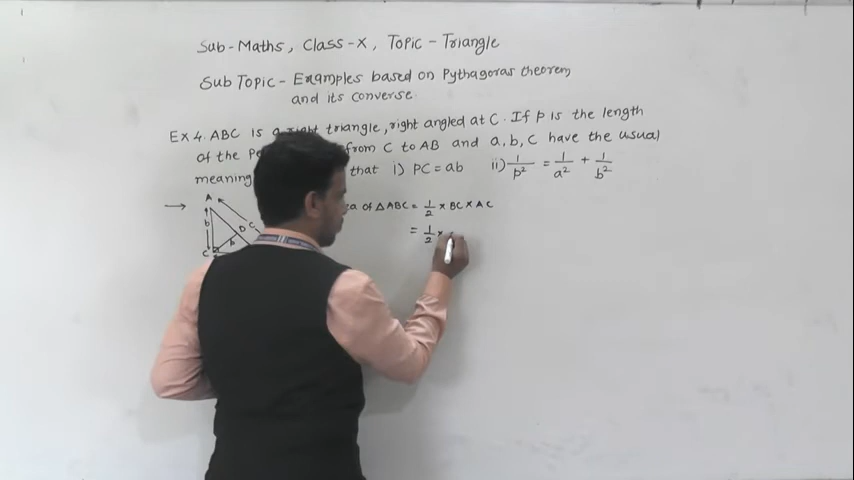 Sub-Maths, Class-X, Topic - Triangle
Sub Topic - Examples based on Pythagoras theorem
and its converse.
EX 4. ABC is a right triangle, right angled at C. If p is the length
of the from C to AB and a, b, c have the usual
meaning that i) PC = ab ii) 1/p² = 1/a² + 1/b²
→ A b D c p C
of △ABC = 1/2 × BC × AC
= 1/2 ×